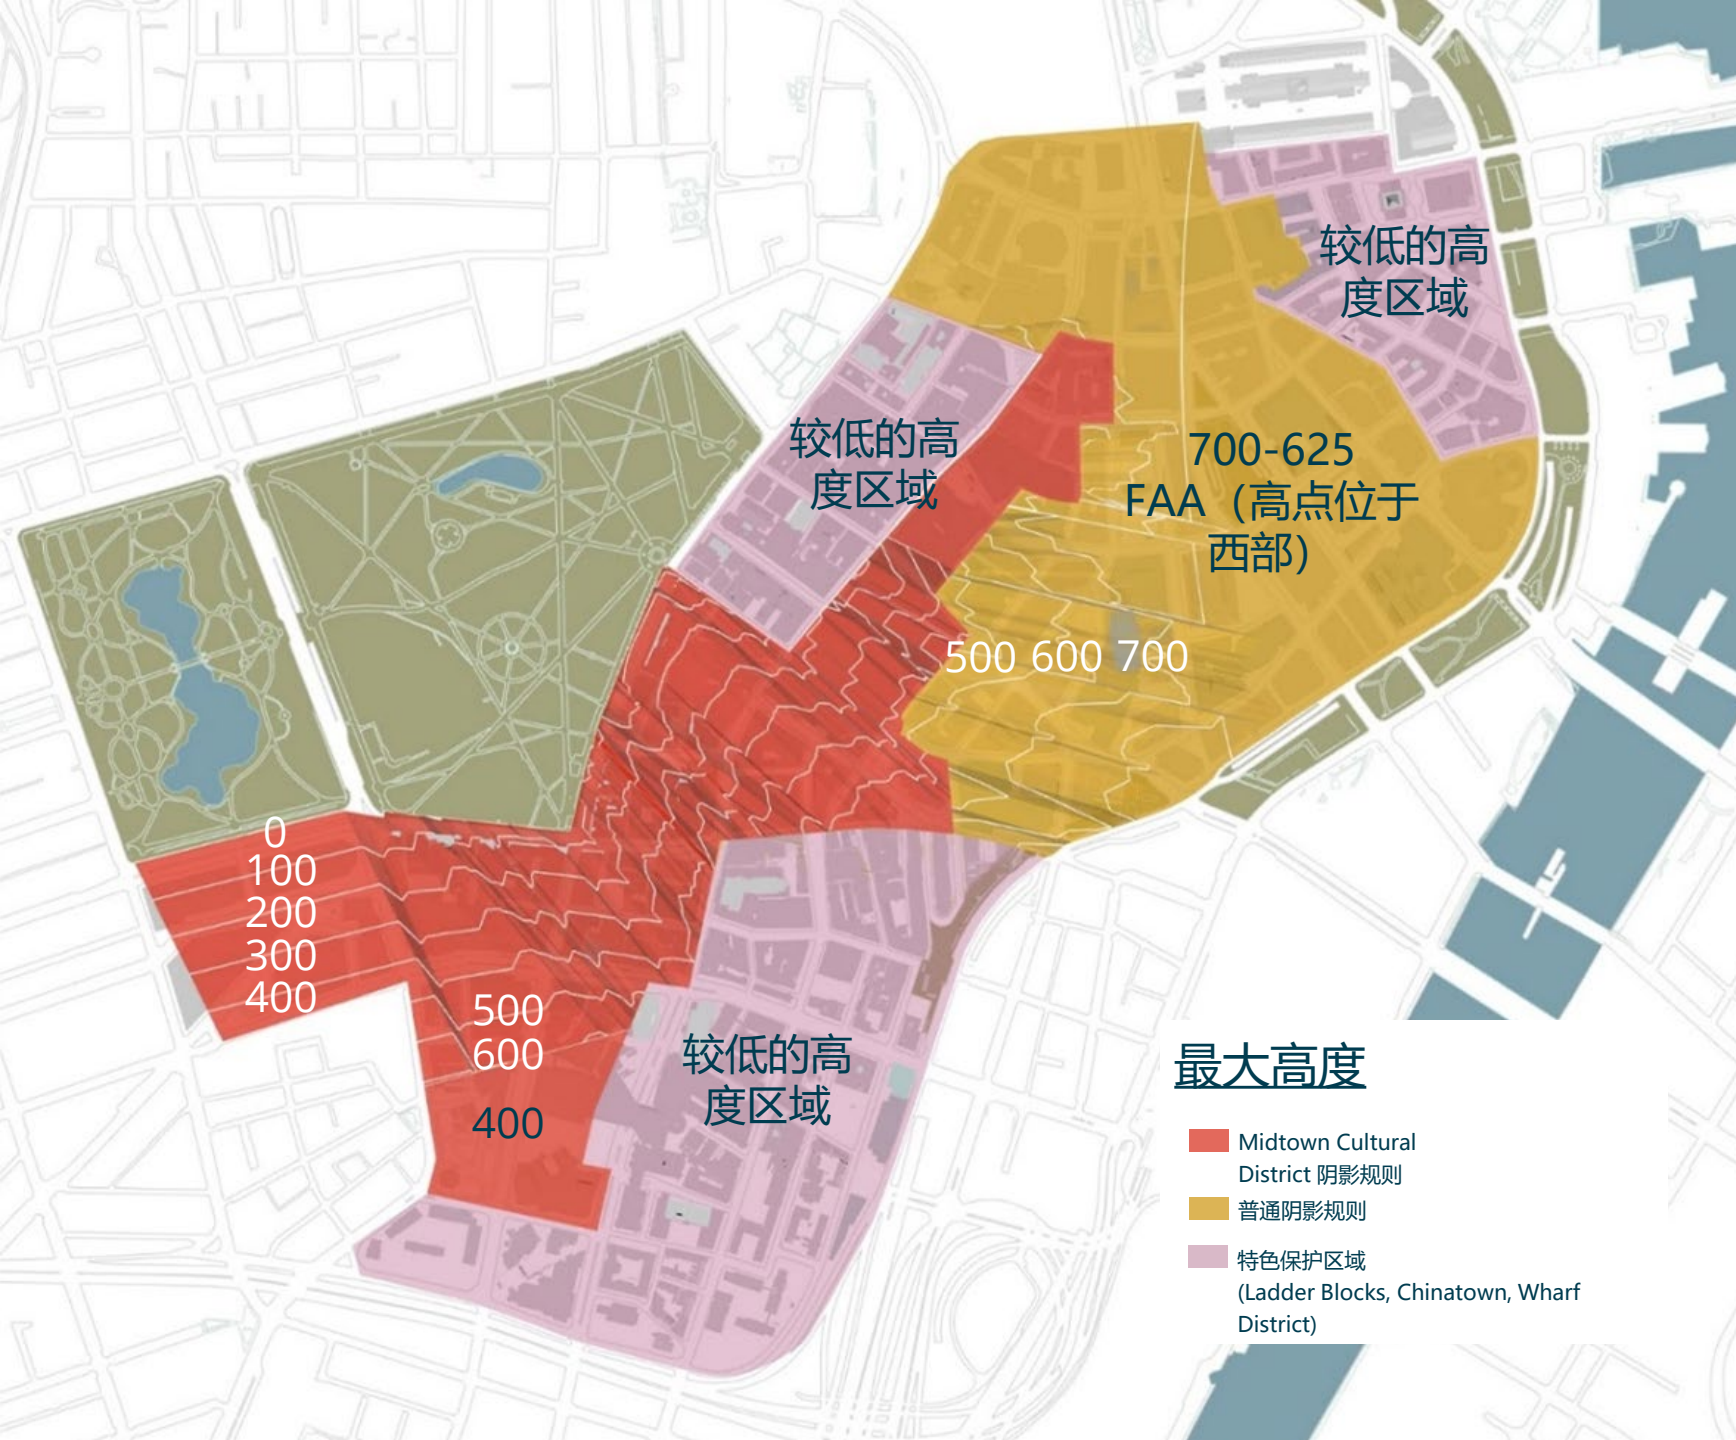 较低的高
度区域
较低的高
度区域
700-625
FAA（高点位于
西部）
500 600 700
0
100
200
300
400
500
600
400
较低的高
度区域
最大高度
Midtown Cultural
District 阴影规则
普通阴影规则
特色保护区域
(Ladder Blocks, Chinatown, Wharf
District)